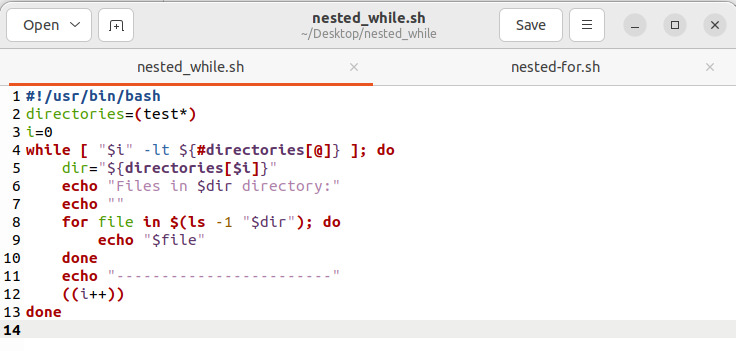 nested_while.sh
Open
~/Desktop/nested_while
Save
nested_while.sh × nested-for.sh ×
1 #!/usr/bin/bash
2 directories=(test*)
3 i=0
4 while [ "$i" -lt ${#directories[@]} ]; do
5     dir="${directories[$i]}"
6     echo "Files in $dir directory:"
7     echo ""
8     for file in $(ls -1 "$dir"); do
9         echo "$file"
10     done
11     echo "------------------------"
12     ((i++))
13 done
14